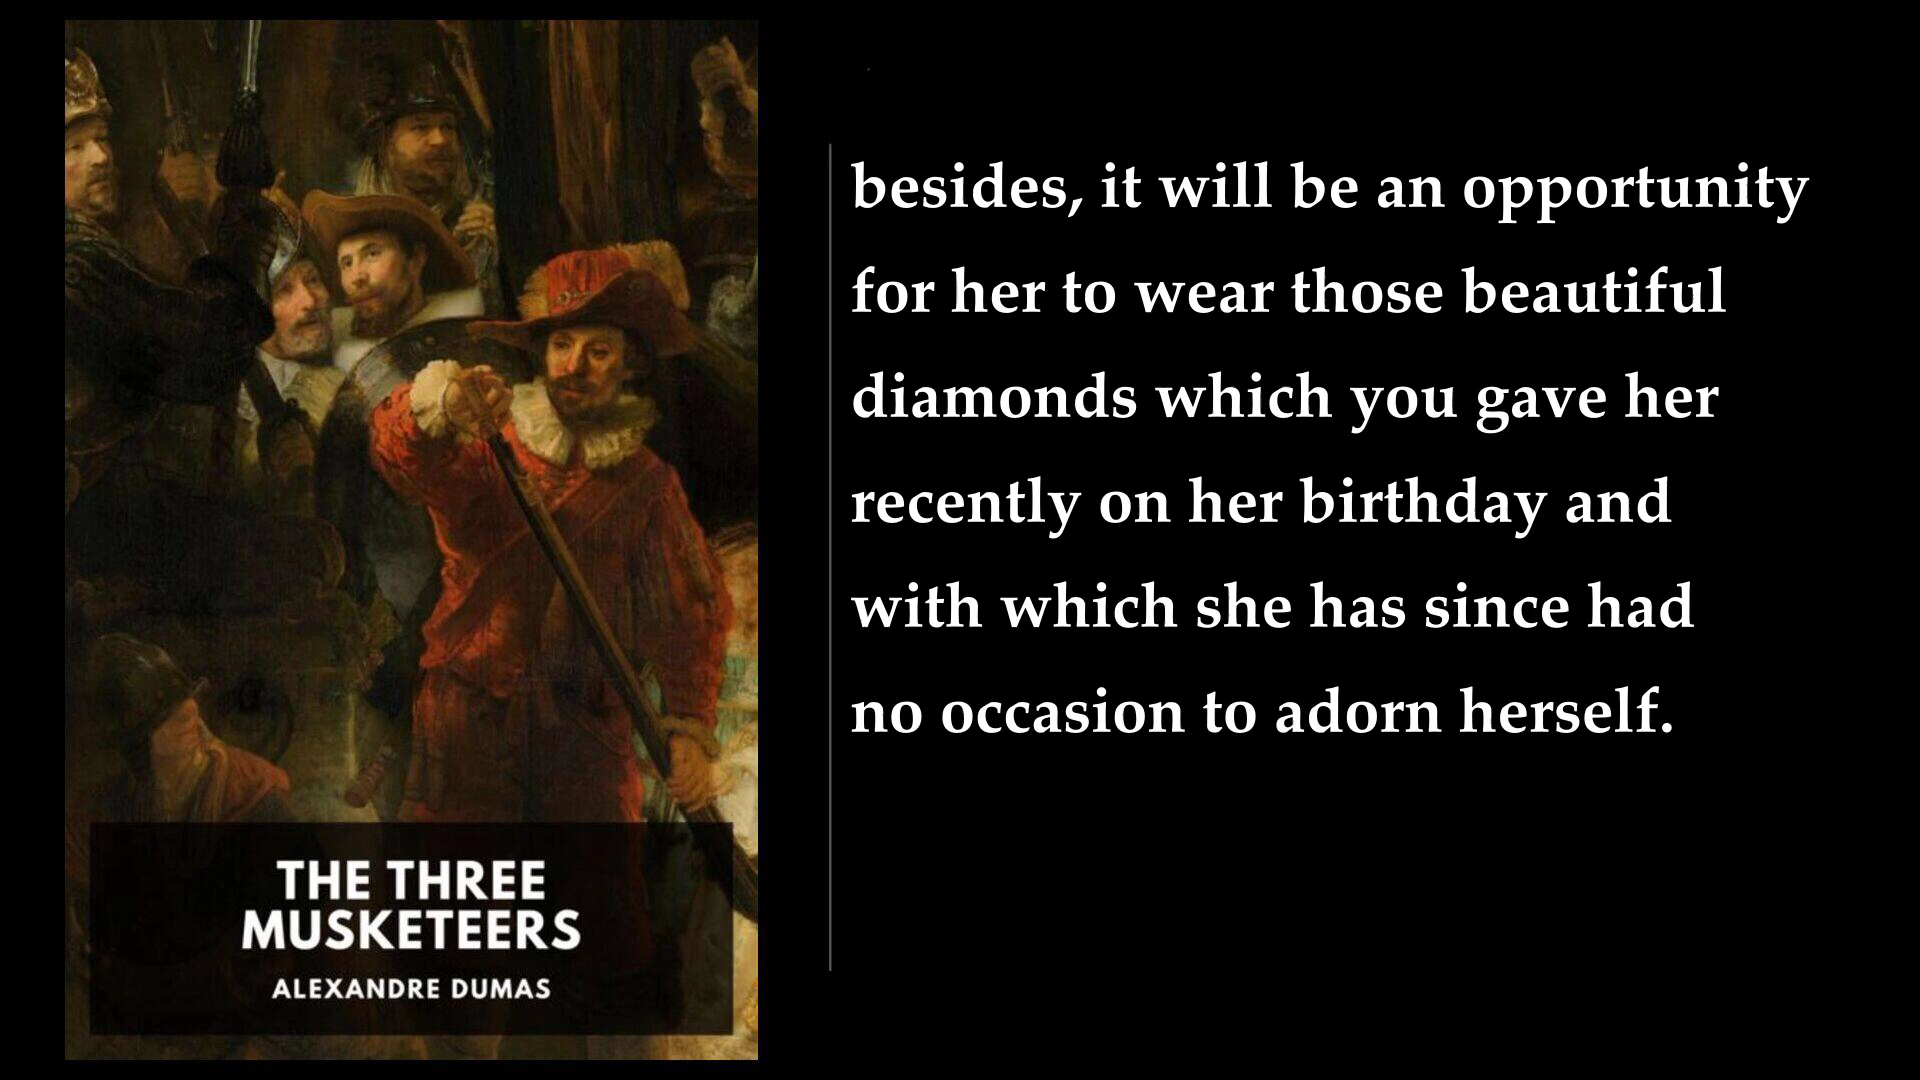 besides, it will be an opportunity
for her to wear those beautiful
diamonds which you gave her
recently on her birthday and
with which she has since had
no occasion to adorn herself.
THE THREE
MUSKETEERS
ALEXANDRE DUMAS